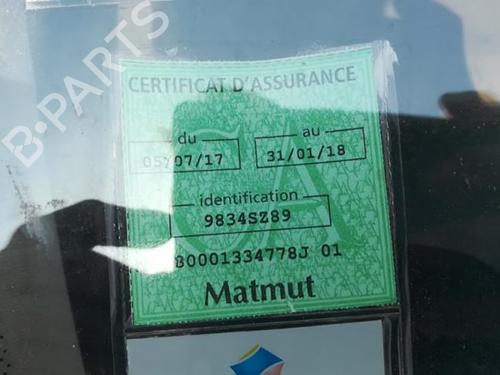 B-PARTS
CERTIFICAT D'ASSURANCE
du au
05/07/17 31/01/18
identification
9834SZ89
80001334778J 01
Matmut